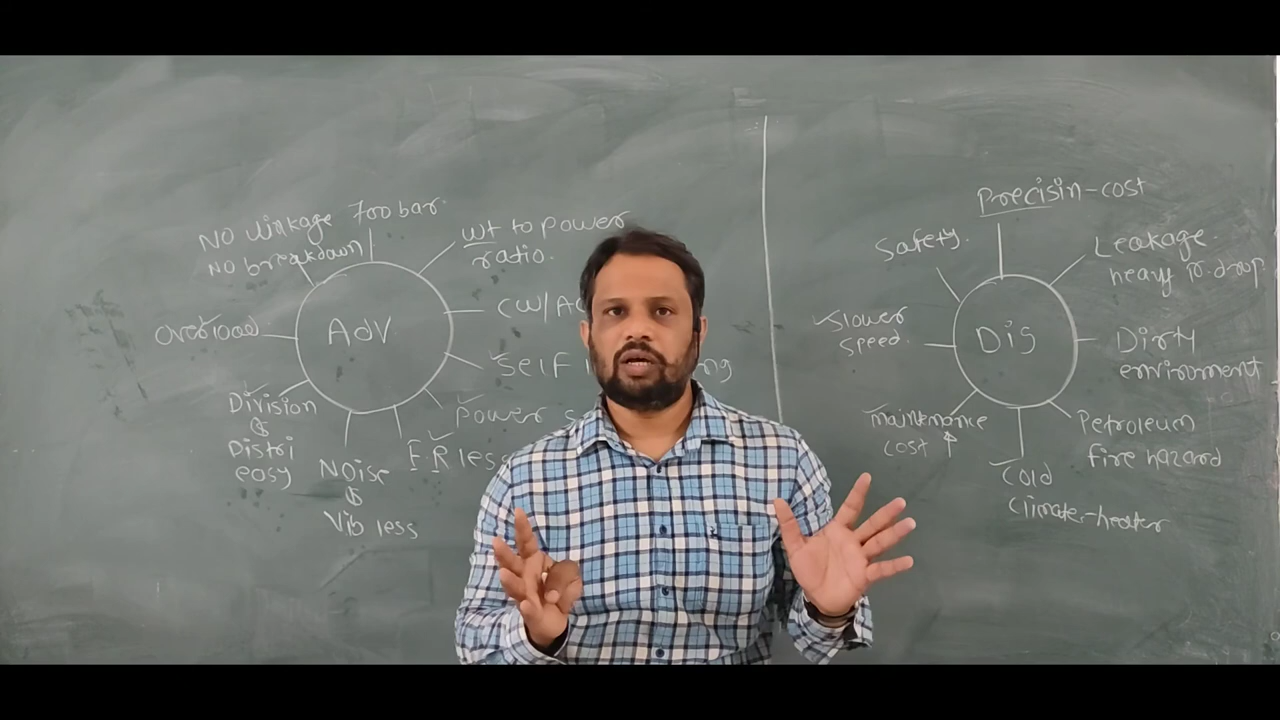 NO linkage 700 bar
NO breakdown
wt to power
ratio.
CW/AC
Self
Power s
FR less
Noise
&
Vib less
Division
&
Distri
easy
overload
Adv
Precisin-cost
Leakage.
heavy pr. drop
Dirty
environment
Petroleum
fire hazard
Cold
Climate-heater
maintenance
cost ↑
slower
speed.
Safety.
Dis